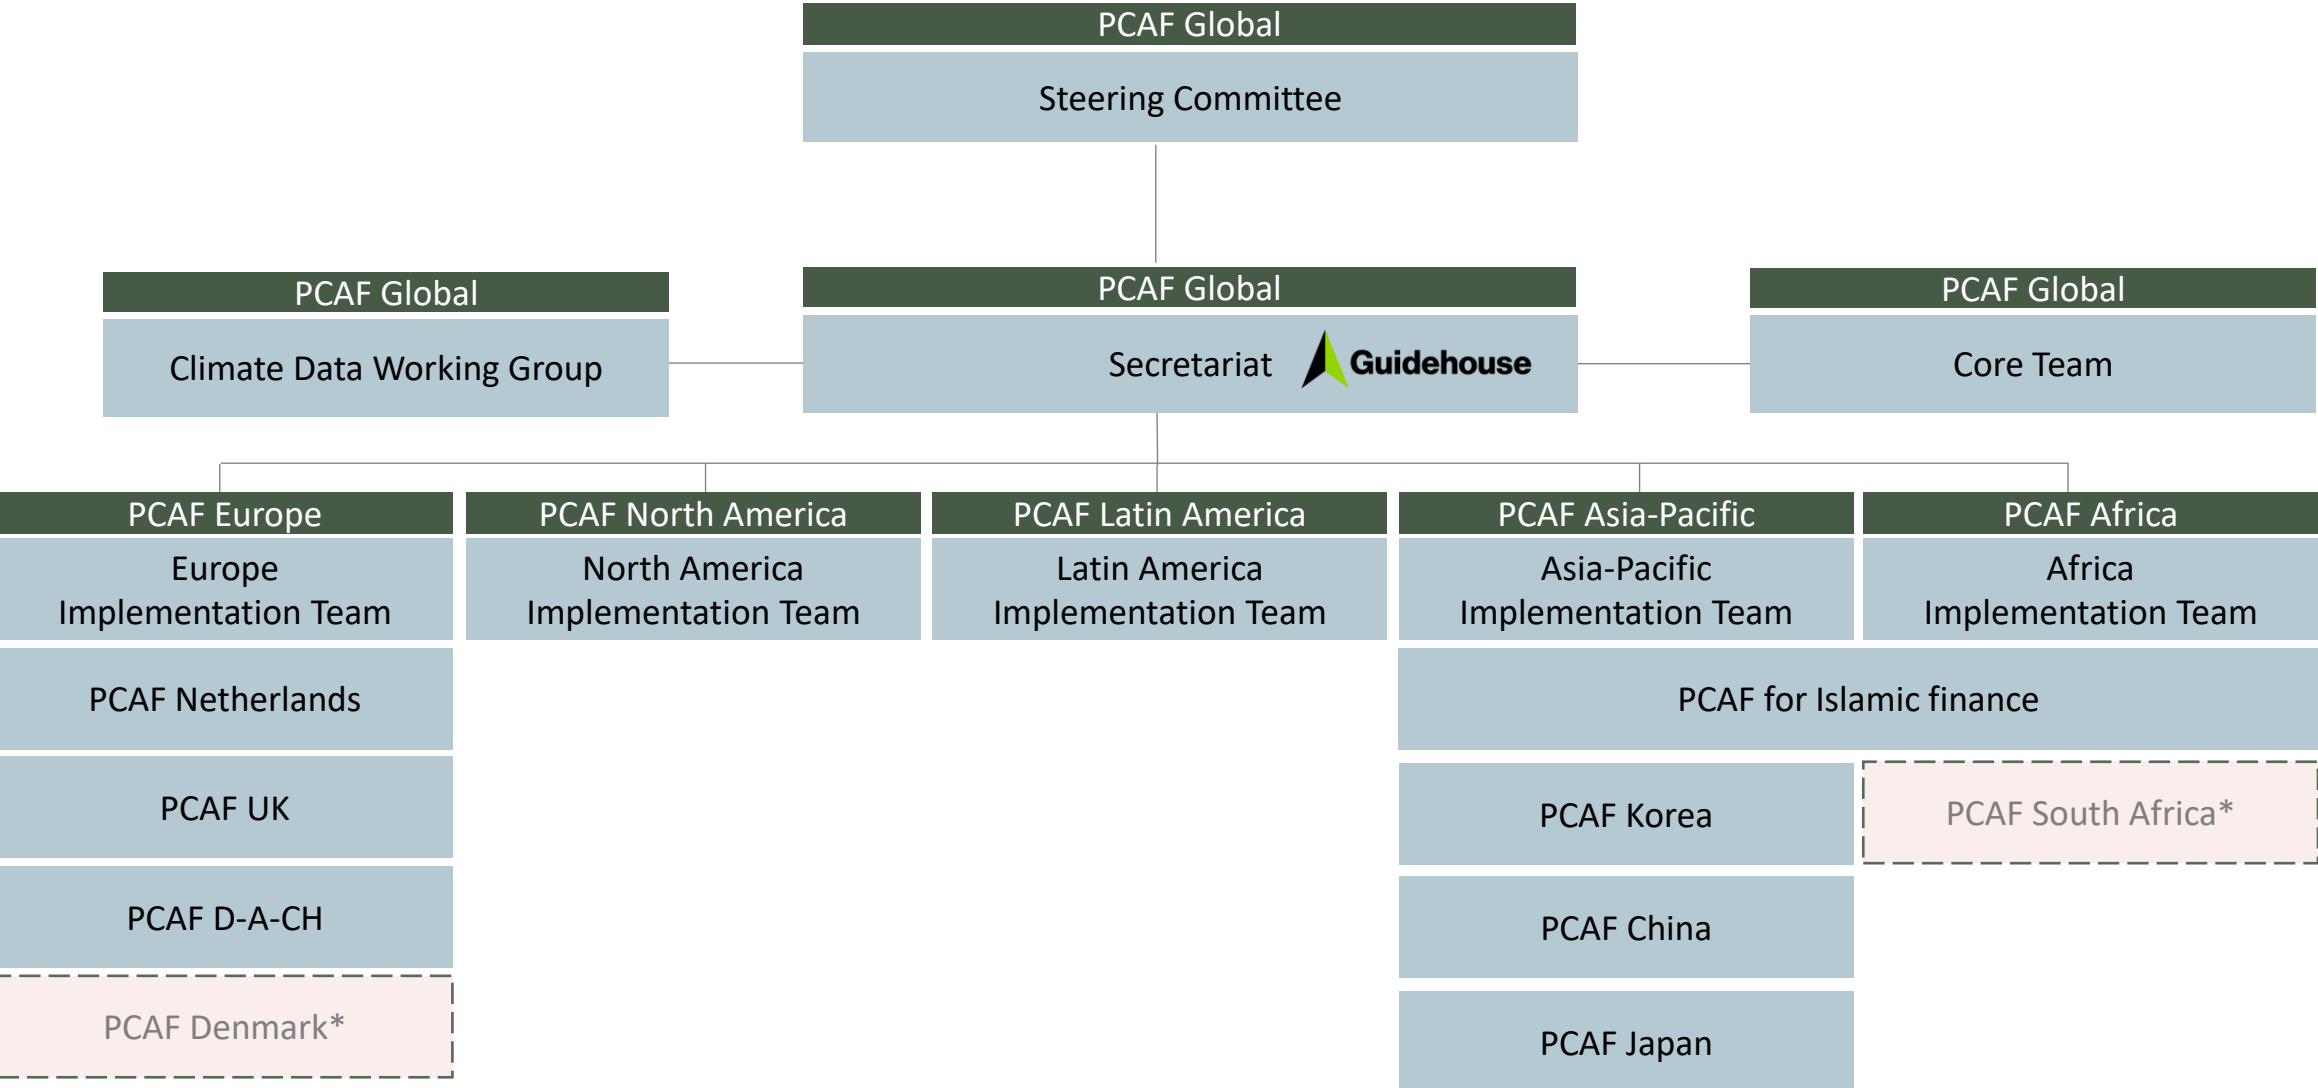 PCAF Global
Steering Committee
PCAF Global
Climate Data Working Group
PCAF Global
Secretariat
Guidehouse
PCAF Global
Core Team
PCAF Europe
Europe
Implementation Team
PCAF Netherlands
PCAF UK
PCAF D-A-CH
PCAF Denmark*
PCAF North America
North America
Implementation Team
PCAF Latin America
Latin America
Implementation Team
PCAF Asia-Pacific
Asia-Pacific
Implementation Team
PCAF Africa
Africa
Implementation Team
PCAF for Islamic finance
PCAF Korea
PCAF China
PCAF Japan
PCAF South Africa*